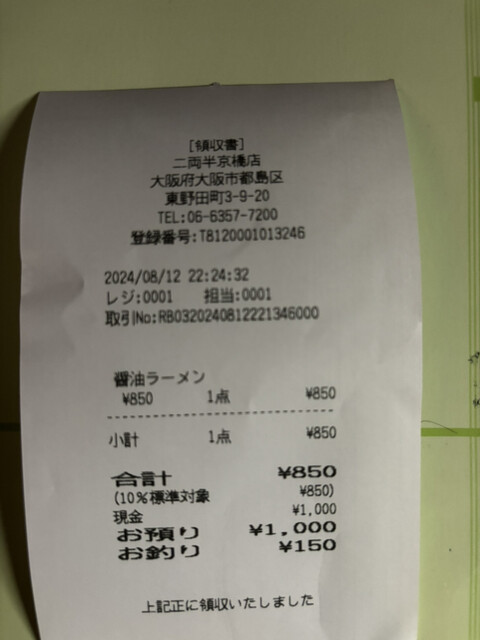 [領収書]
二両半京橋店
大阪府大阪市都島区
東野田町3-9-20
TEL:06-6357-7200
登録番号:T8120001013246
2024/08/12 22:24:32
レジ:0001 担当:0001
取引No:RB0320240812221346000
醤油ラーメン
¥850 1点 ¥850
小計 1点 ¥850
合計 ¥850
(10%標準対象 ¥850)
現金 ¥1,000
お預り ¥1,000
お釣り ¥150
上記正に領収いたしました